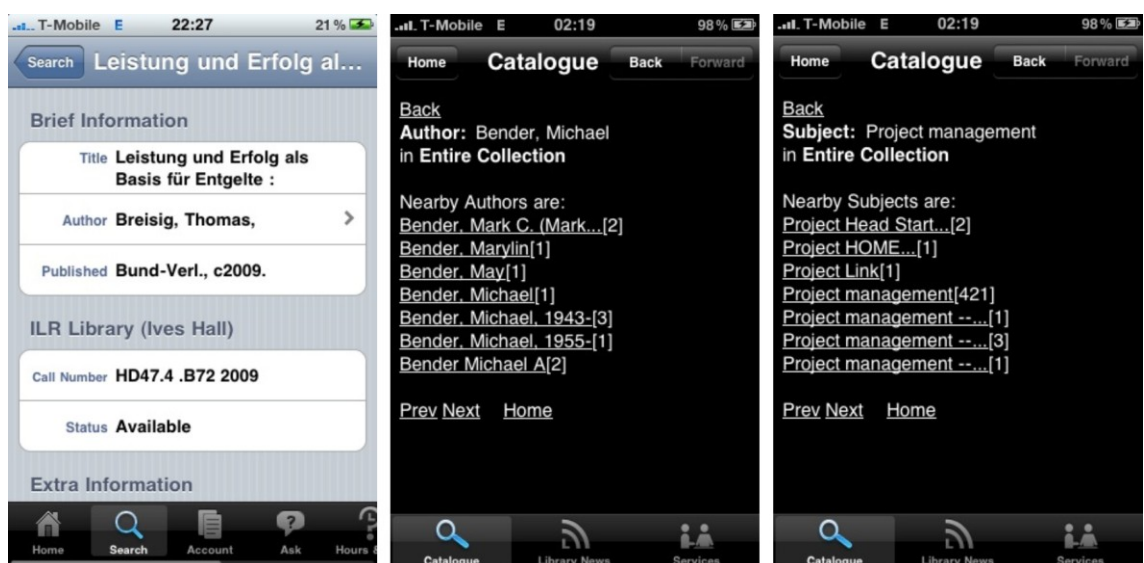 T-Mobile E 22:27 21 %
Search Leistung und Erfolg al...
Brief Information
Title Leistung und Erfolg als
Basis für Entgelte :
Author Breisig, Thomas,
Published Bund-Verl., c2009.
ILR Library (Ives Hall)
Call Number HD47.4 .B72 2009
Status Available
Extra Information
Home Search Account Ask Hours &
T-Mobile E 02:19 98 %
Home Catalogue Back Forward
Back
Author: Bender, Michael
in Entire Collection
Nearby Authors are:
Bender, Mark C. (Mark...[2]
Bender, Marylin[1]
Bender, May[1]
Bender, Michael[1]
Bender, Michael, 1943-[3]
Bender, Michael, 1955-[1]
Bender Michael A[2]
Prev Next Home
Catalogue Library News Services
T-Mobile E 02:19 98 %
Home Catalogue Back Forward
Back
Subject: Project management
in Entire Collection
Nearby Subjects are:
Project Head Start...[2]
Project HOME...[1]
Project Link[1]
Project management[421]
Project management --...[1]
Project management --...[3]
Project management --...[1]
Prev Next Home
Catalogue Library News Services